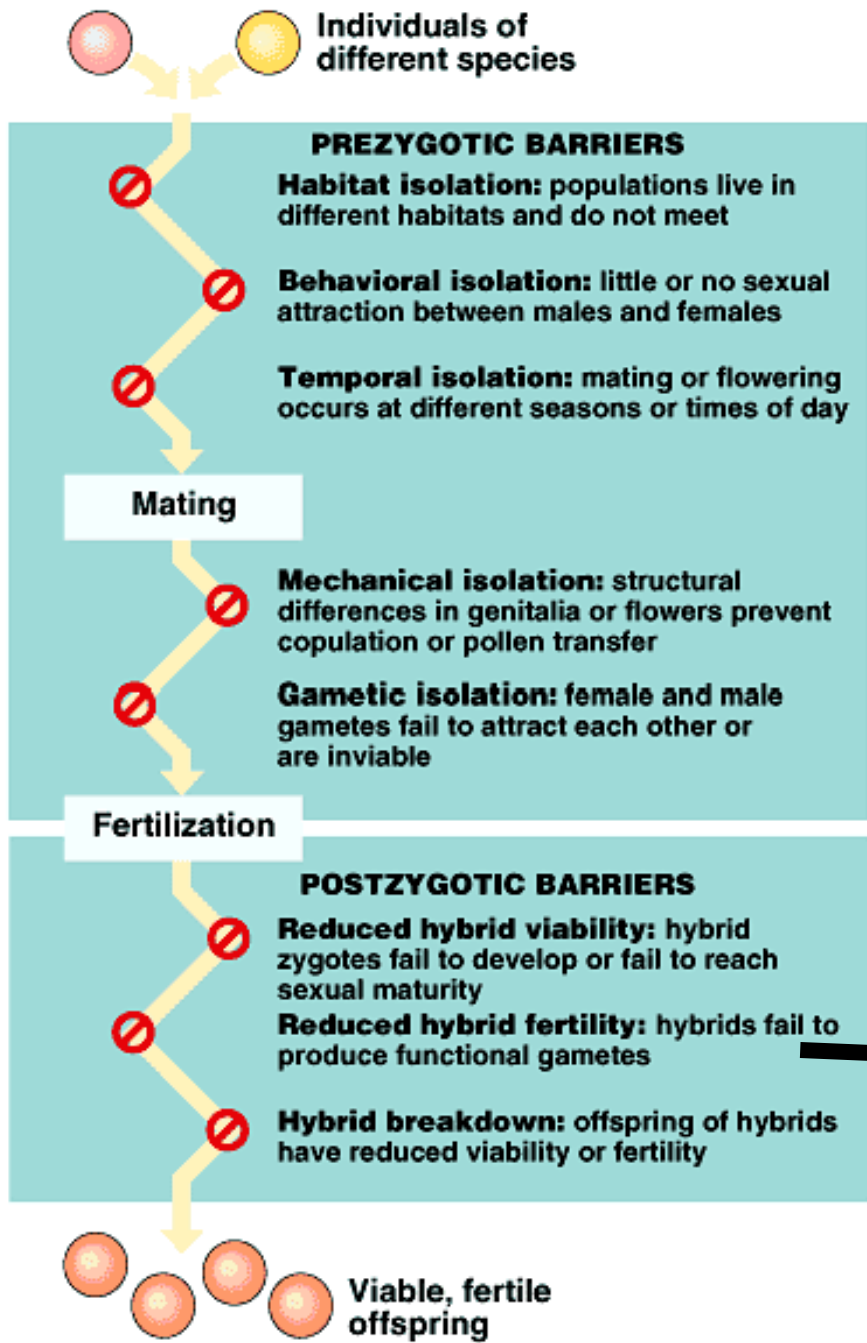 Individuals of
different species
PREZYGOTIC BARRIERS
Habitat isolation: populations live in
different habitats and do not meet
Behavioral isolation: little or no sexual
attraction between males and females
Temporal isolation: mating or flowering
occurs at different seasons or times of day
Mating
Mechanical isolation: structural
differences in genitalia or flowers prevent
copulation or pollen transfer
Gametic isolation: female and male
gametes fail to attract each other or
are inviable
Fertilization
POSTZYGOTIC BARRIERS
Reduced hybrid viability: hybrid
zygotes fail to develop or fail to reach
sexual maturity
Reduced hybrid fertility: hybrids fail to
produce functional gametes
Hybrid breakdown: offspring of hybrids
have reduced viability or fertility
Viable, fertile
offspring